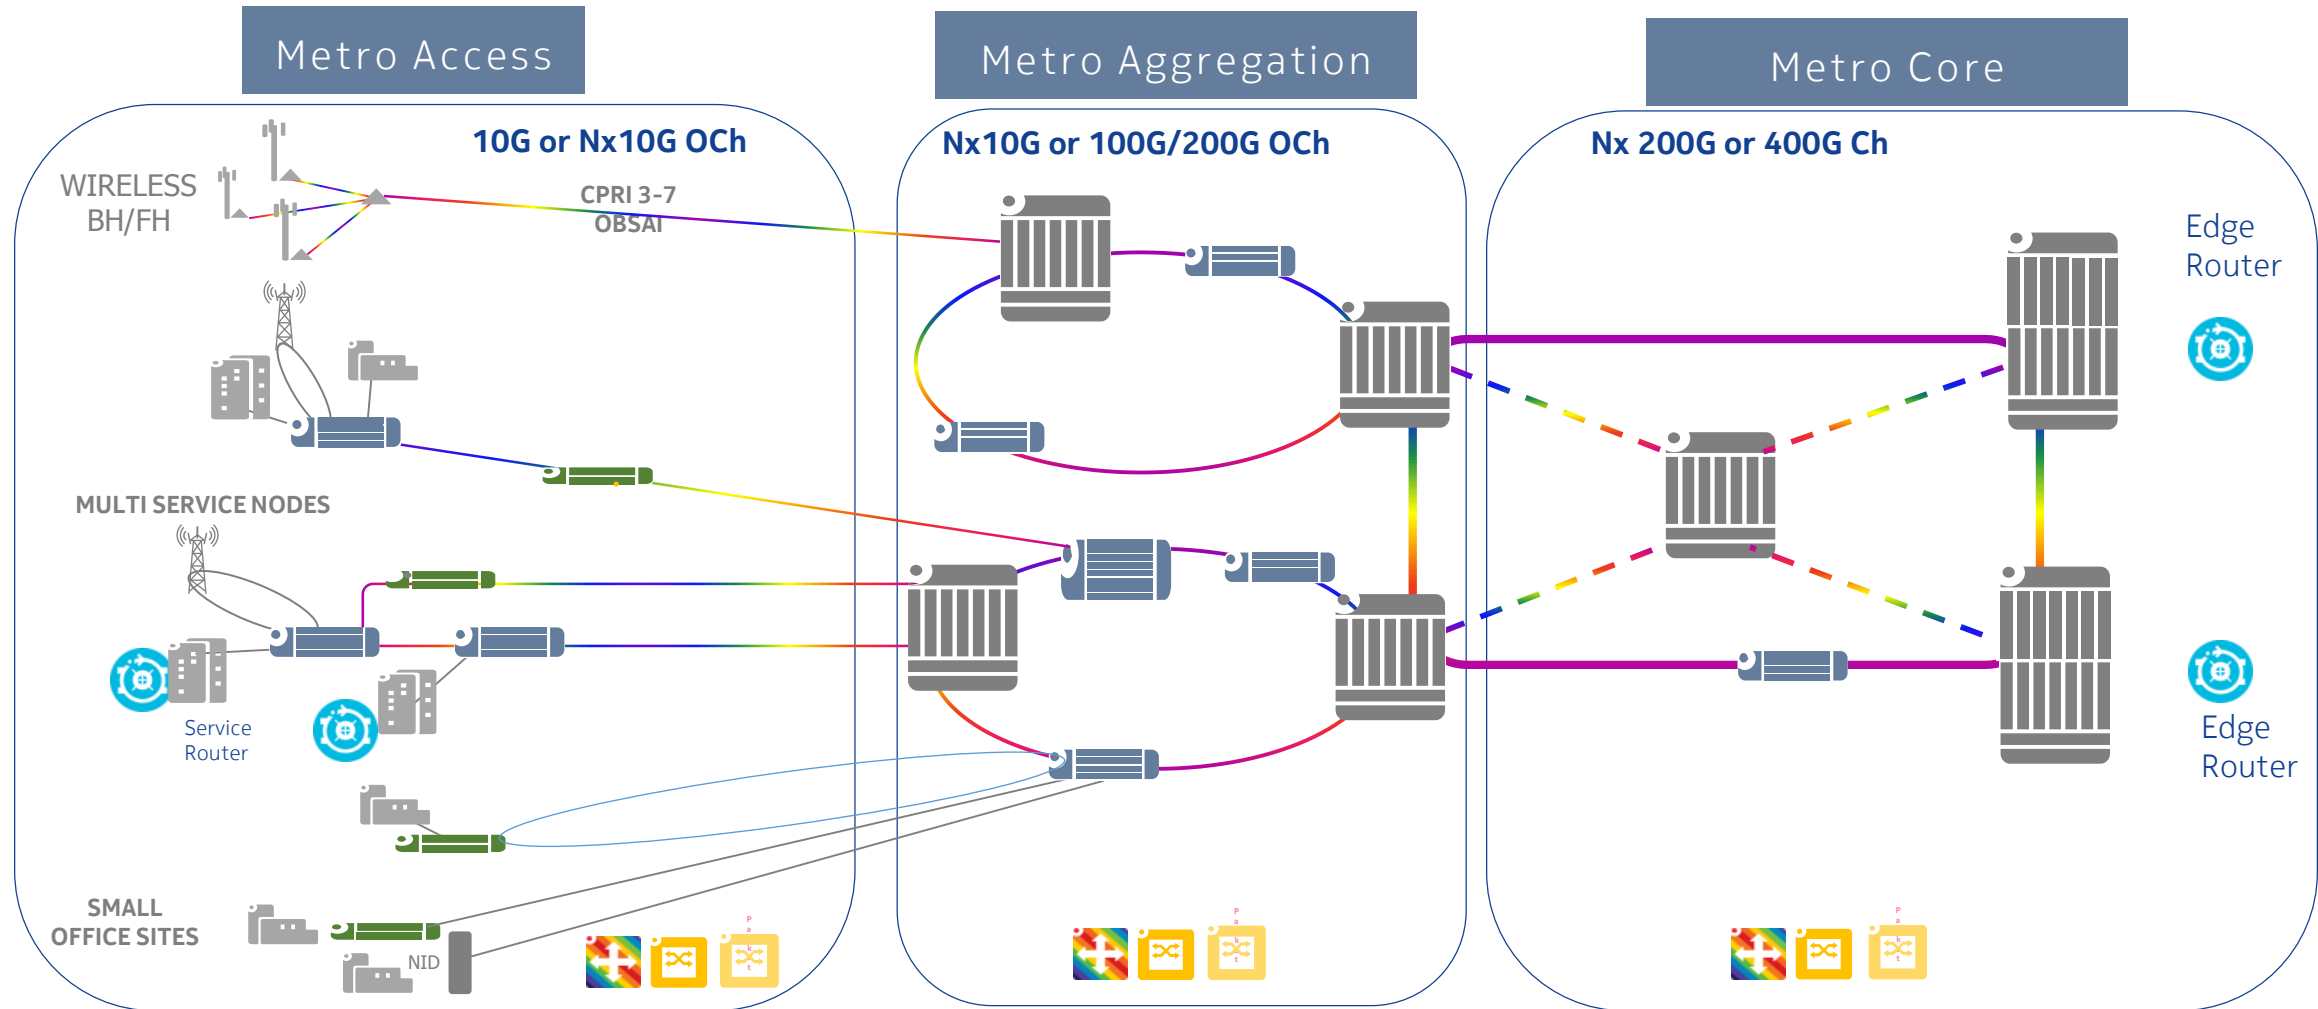 Metro Access
Metro Aggregation
Metro Core
10G or Nx10G OCh
Nx10G or 100G/200G OCh
Nx 200G or 400G Ch
WIRELESS
BH/FH
CPRI 3-7
OBSAI
Edge
Router
MULTI SERVICE NODES
Service
Router
Edge
Router
SMALL
OFFICE SITES
NID
P
a
k
t
P
a
k
t
P
a
k
t